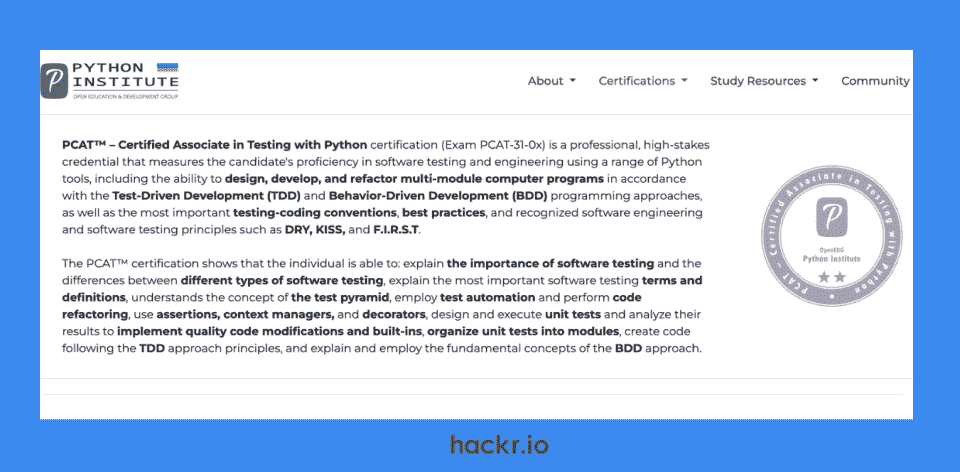 PYTHON
INSTITUTE
OPEN EDUCATION & DEVELOPMENT GROUP
About
Certifications
Study Resources
Community
PCAT™ – Certified Associate in Testing with Python certification (Exam PCAT-31-0x) is a professional, high-stakes
credential that measures the candidate's proficiency in software testing and engineering using a range of Python
tools, including the ability to design, develop, and refactor multi-module computer programs in accordance
with the Test-Driven Development (TDD) and Behavior-Driven Development (BDD) programming approaches,
as well as the most important testing-coding conventions, best practices, and recognized software engineering
and software testing principles such as DRY, KISS, and F.I.R.S.T.
The PCAT™ certification shows that the individual is able to: explain the importance of software testing and the
differences between different types of software testing, explain the most important software testing terms and
definitions, understands the concept of the test pyramid, employ test automation and perform code
refactoring, use assertions, context managers, and decorators, design and execute unit tests and analyze their
results to implement quality code modifications and built-ins, organize unit tests into modules, create code
following the TDD approach principles, and explain and employ the fundamental concepts of the BDD approach.
PCAT – Certified Associate in Testing with Python
OpenEDG
Python Institute
hackr.io